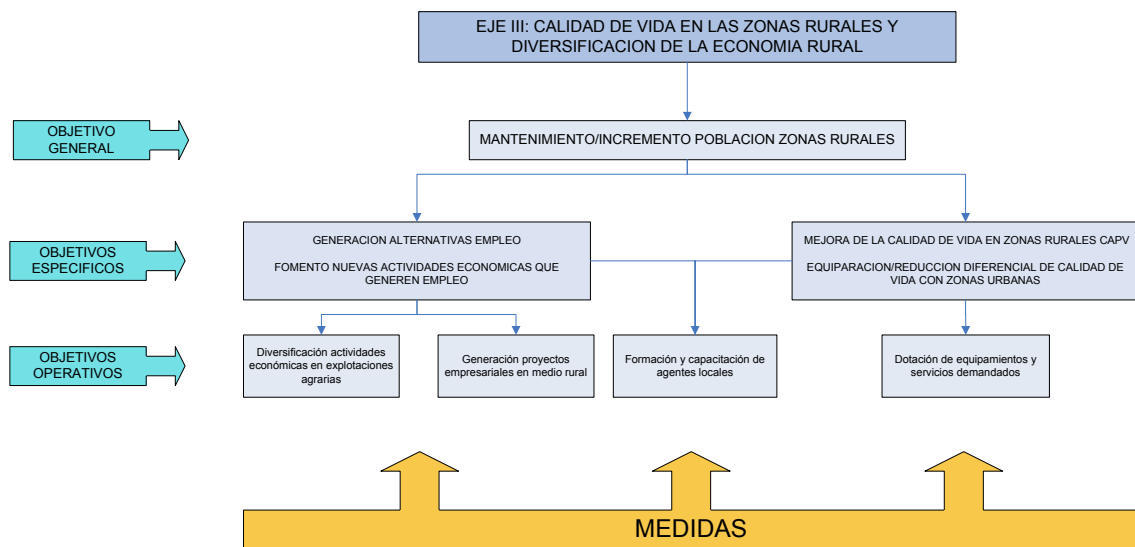 EJE III: CALIDAD DE VIDA EN LAS ZONAS RURALES Y
DIVERSIFICACION DE LA ECONOMIA RURAL
OBJETIVO
GENERAL
MANTENIMIENTO/INCREMENTO POBLACION ZONAS RURALES
OBJETIVOS
ESPECIFICOS
GENERACION ALTERNATIVAS EMPLEO
FOMENTO NUEVAS ACTIVIDADES ECONOMICAS QUE
GENEREN EMPLEO
MEJORA DE LA CALIDAD DE VIDA EN ZONAS RURALES CAPV
EQUIPARACION/REDUCCION DIFERENCIAL DE CALIDAD DE
VIDA CON ZONAS URBANAS
OBJETIVOS
OPERATIVOS
Diversificación actividades
económicas en explotaciones
agrarias
Generación proyectos
empresariales en medio rural
Formación y capacitación de
agentes locales
Dotación de equipamientos y
servicios demandados
MEDIDAS